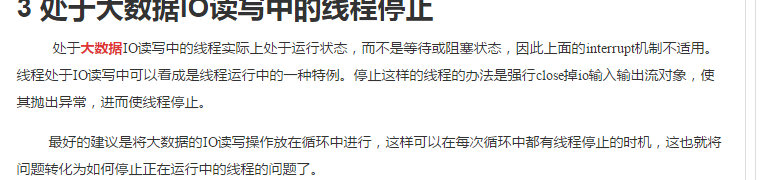 3 处于大数据IO读写中的线程停止
处于大数据IO读写中的线程实际上处于运行状态，而不是等待或阻塞状态，因此上面的interrupt机制不适用。
线程处于IO读写中可以看成是线程运行中的一种特例。停止这样的线程的办法是强行close掉io输入输出流对象，使
其抛出异常，进而使线程停止。
最好的建议是将大数据的IO读写操作放在循环中进行，这样可以在每次循环中都有线程停止的时机，这也就将
问题转化为如何停止正在运行中的线程的问题了。